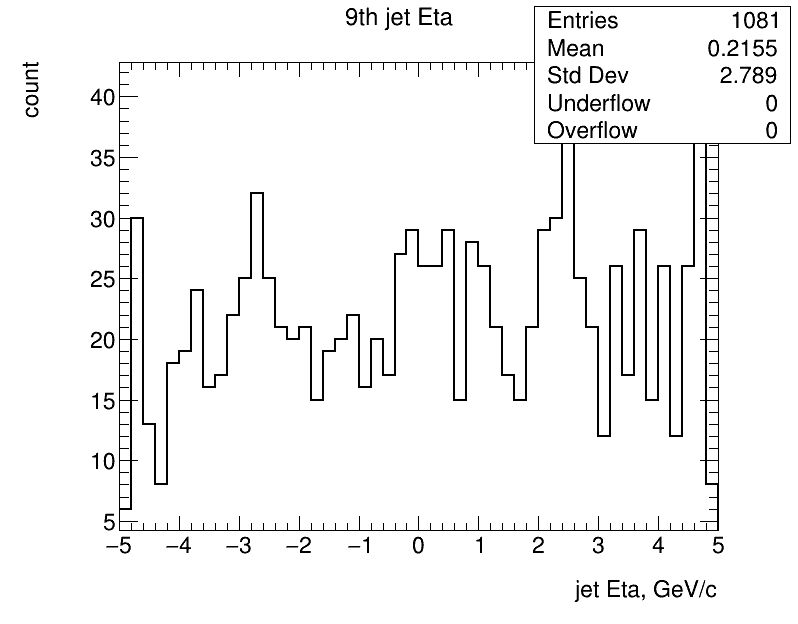 9th jet Eta
Entries 1081
Mean 0.2155
Std Dev 2.789
Underflow 0
Overflow 0
count
40
35
30
25
20
15
10
5
−5 −4 −3 −2 −1 0 1 2 3 4 5
jet Eta, GeV/c